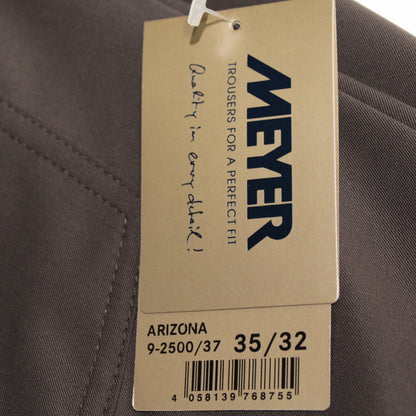 MEYER
TROUSERS FOR A PERFECT FIT
Quality in every detail!
ARIZONA
9-2500/37 35/32
4 058139 768755